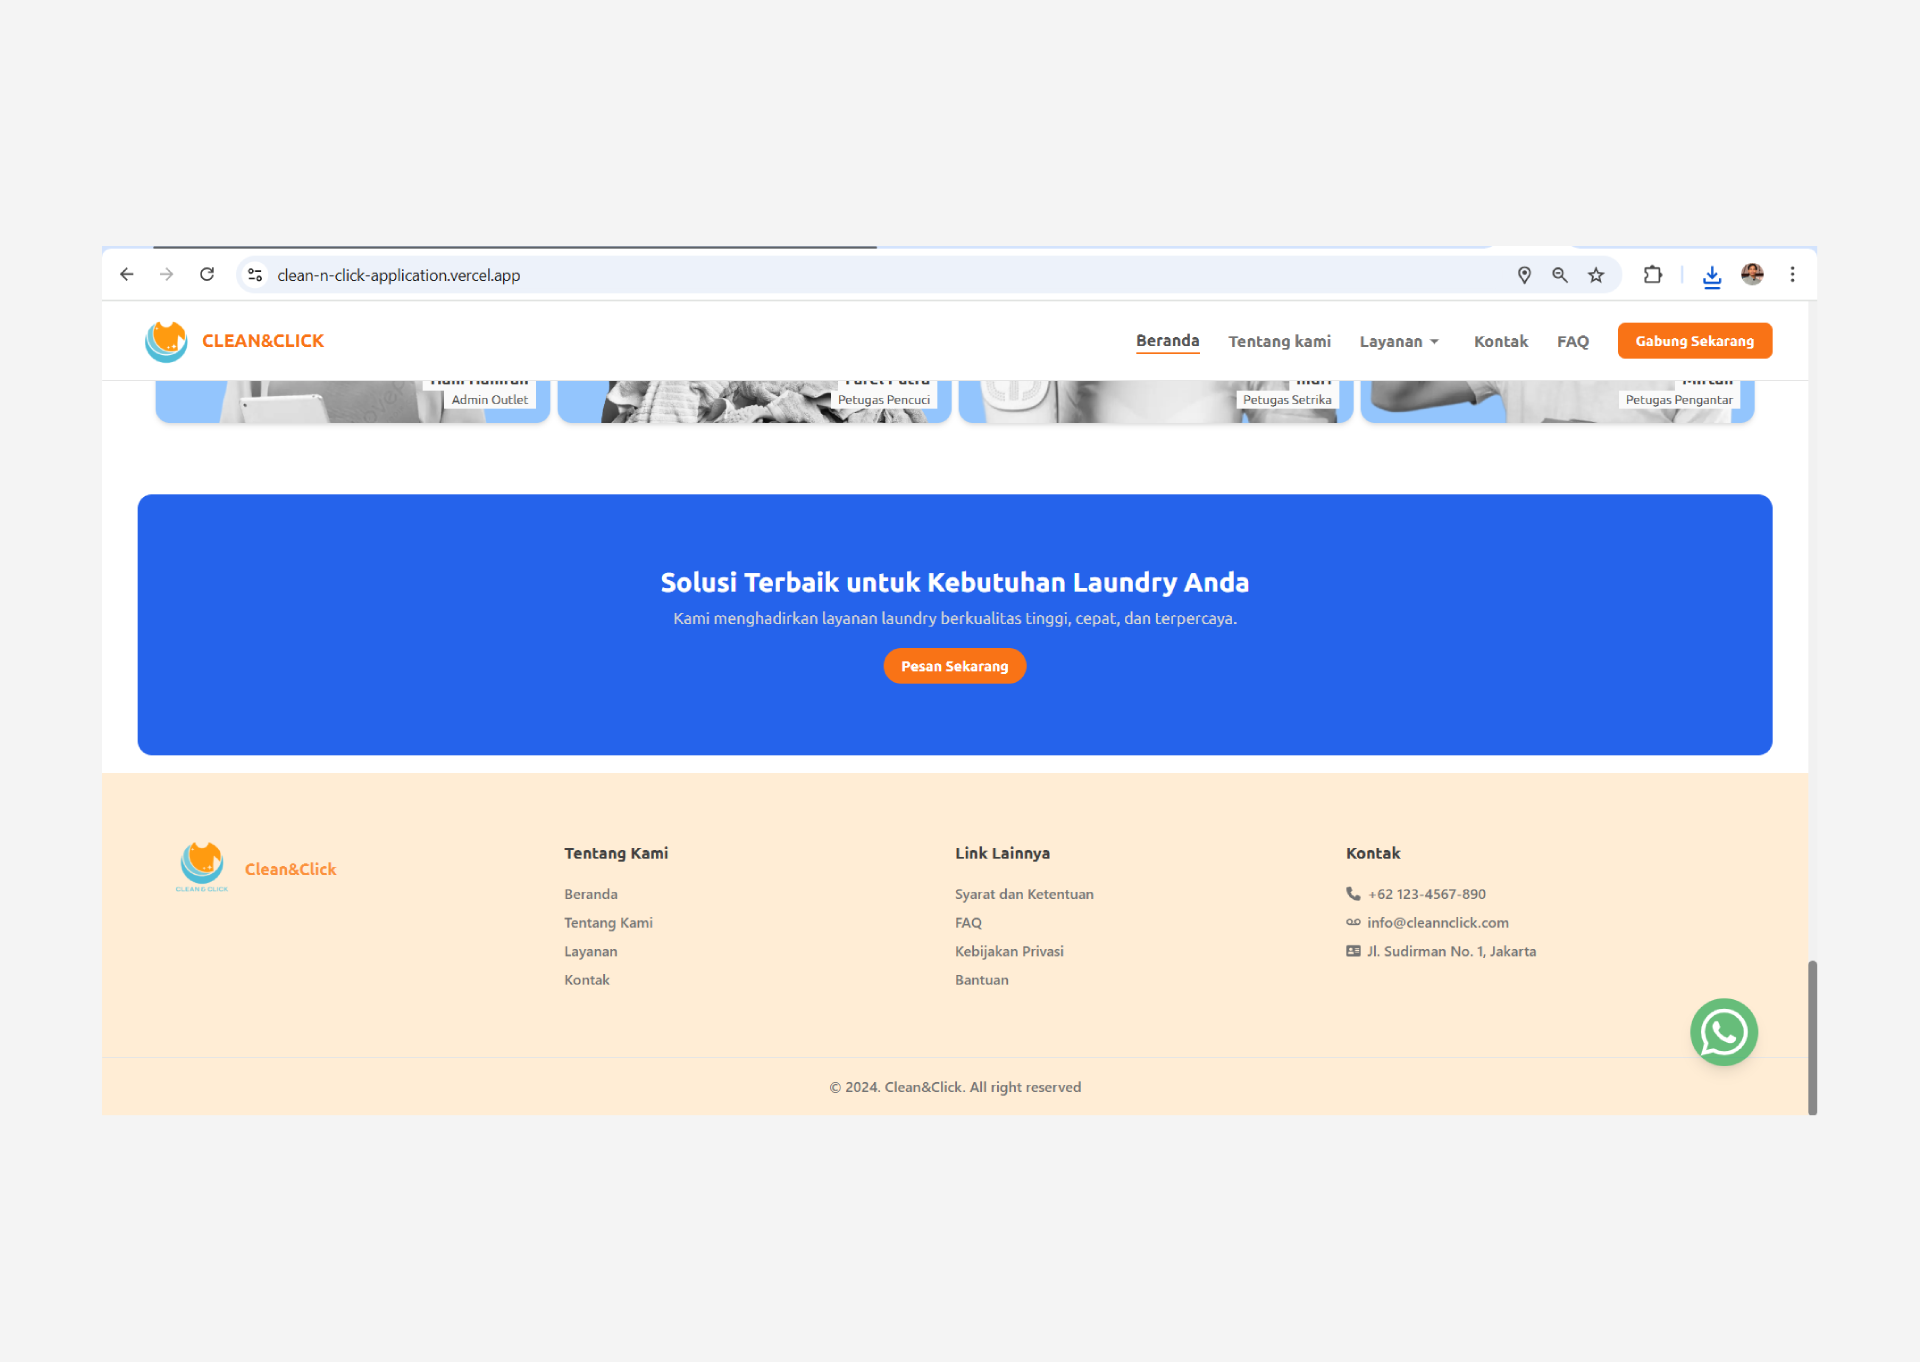 clean-n-click-application.vercel.app
CLEAN&CLICK
Beranda
Tentang kami
Layanan
Kontak
FAQ
Gabung Sekarang
Admin Outlet
Petugas Pencuci
Petugas Setrika
Petugas Pengantar
Solusi Terbaik untuk Kebutuhan Laundry Anda
Kami menghadirkan layanan laundry berkualitas tinggi, cepat, dan terpercaya.
Pesan Sekarang
CLEAN & CLICK
Clean&Click
Tentang Kami
Beranda
Tentang Kami
Layanan
Kontak
Link Lainnya
Syarat dan Ketentuan
FAQ
Kebijakan Privasi
Bantuan
Kontak
+62 123-4567-890
info@cleannclick.com
Jl. Sudirman No. 1, Jakarta
© 2024. Clean&Click. All right reserved